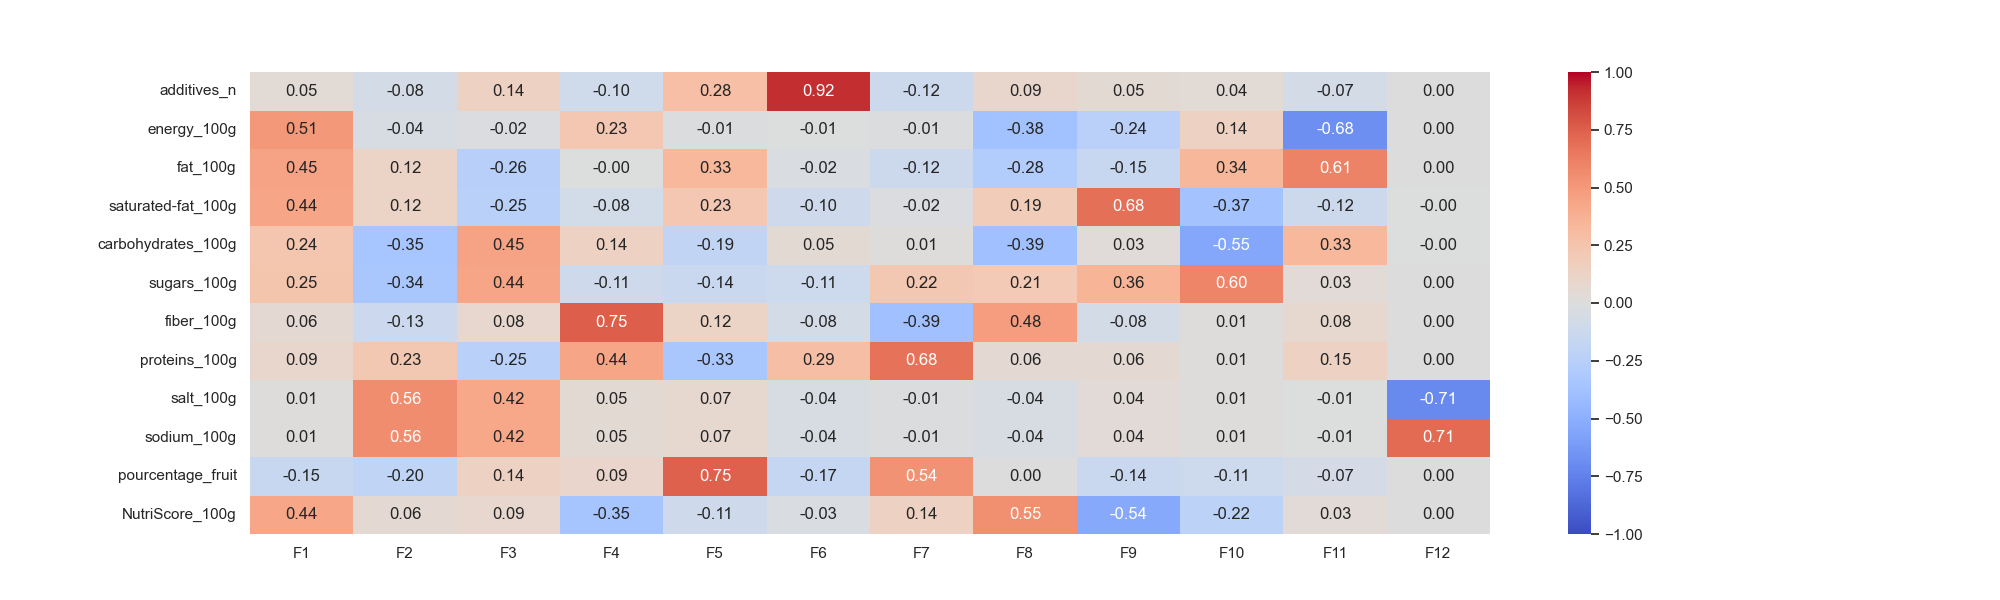 additives_n 0.05 -0.08 0.14 -0.10 0.28 0.92 -0.12 0.09 0.05 0.04 -0.07 0.00
energy_100g 0.51 -0.04 -0.02 0.23 -0.01 -0.01 -0.01 -0.38 -0.24 0.14 -0.68 0.00
fat_100g 0.45 0.12 -0.26 -0.00 0.33 -0.02 -0.12 -0.28 -0.15 0.34 0.61 0.00
saturated-fat_100g 0.44 0.12 -0.25 -0.08 0.23 -0.10 -0.02 0.19 0.68 -0.37 -0.12 -0.00
carbohydrates_100g 0.24 -0.35 0.45 0.14 -0.19 0.05 0.01 -0.39 0.03 -0.55 0.33 -0.00
sugars_100g 0.25 -0.34 0.44 -0.11 -0.14 -0.11 0.22 0.21 0.36 0.60 0.03 0.00
fiber_100g 0.06 -0.13 0.08 0.75 0.12 -0.08 -0.39 0.48 -0.08 0.01 0.08 0.00
proteins_100g 0.09 0.23 -0.25 0.44 -0.33 0.29 0.68 0.06 0.06 0.01 0.15 0.00
salt_100g 0.01 0.56 0.42 0.05 0.07 -0.04 -0.01 -0.04 0.04 0.01 -0.01 -0.71
sodium_100g 0.01 0.56 0.42 0.05 0.07 -0.04 -0.01 -0.04 0.04 0.01 -0.01 0.71
pourcentage_fruit -0.15 -0.20 0.14 0.09 0.75 -0.17 0.54 0.00 -0.14 -0.11 -0.07 0.00
NutriScore_100g 0.44 0.06 0.09 -0.35 -0.11 -0.03 0.14 0.55 -0.54 -0.22 0.03 0.00
F1 F2 F3 F4 F5 F6 F7 F8 F9 F10 F11 F12
1.00
0.75
0.50
0.25
0.00
−0.25
−0.50
−0.75
−1.00